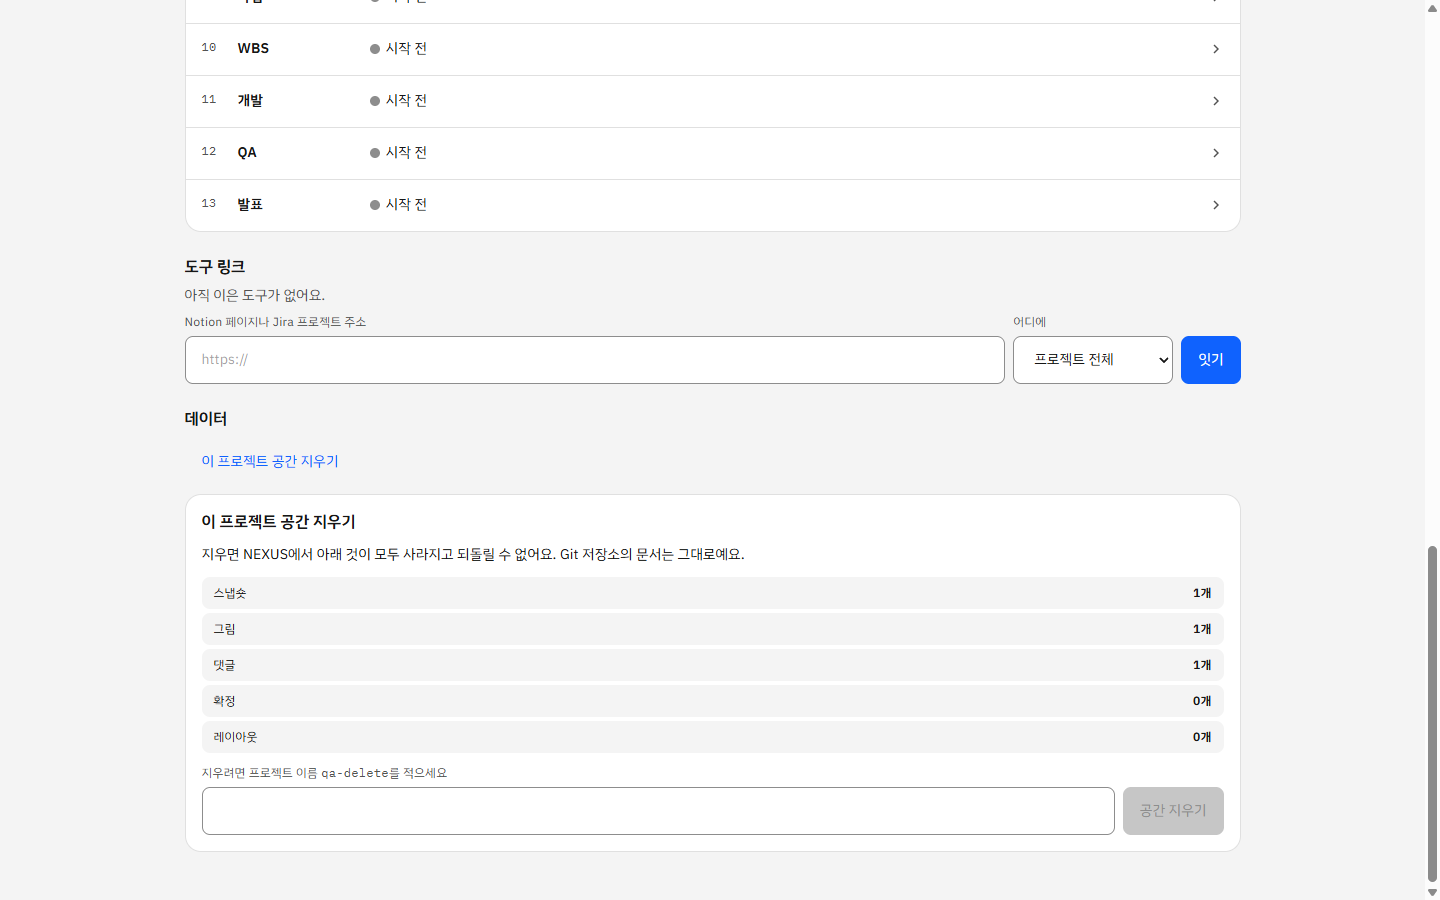 10 WBS 시작 전
11 개발 시작 전
12 QA 시작 전
13 발표 시작 전
도구 링크
아직 이은 도구가 없어요.
Notion 페이지나 Jira 프로젝트 주소 어디에
https:// 프로젝트 전체 잇기
데이터
이 프로젝트 공간 지우기
이 프로젝트 공간 지우기
지우면 NEXUS에서 아래 것이 모두 사라지고 되돌릴 수 없어요. Git 저장소의 문서는 그대로예요.
스냅숏 1개
그림 1개
댓글 1개
확정 0개
레이아웃 0개
지우려면 프로젝트 이름 qa-delete를 적으세요
공간 지우기